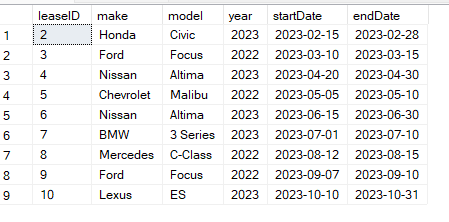 leaseID make model year startDate endDate
1 2 Honda Civic 2023 2023-02-15 2023-02-28
2 3 Ford Focus 2022 2023-03-10 2023-03-15
3 4 Nissan Altima 2023 2023-04-20 2023-04-30
4 5 Chevrolet Malibu 2022 2023-05-05 2023-05-10
5 6 Nissan Altima 2023 2023-06-15 2023-06-30
6 7 BMW 3 Series 2023 2023-07-01 2023-07-10
7 8 Mercedes C-Class 2022 2023-08-12 2023-08-15
8 9 Ford Focus 2022 2023-09-07 2023-09-10
9 10 Lexus ES 2023 2023-10-10 2023-10-31